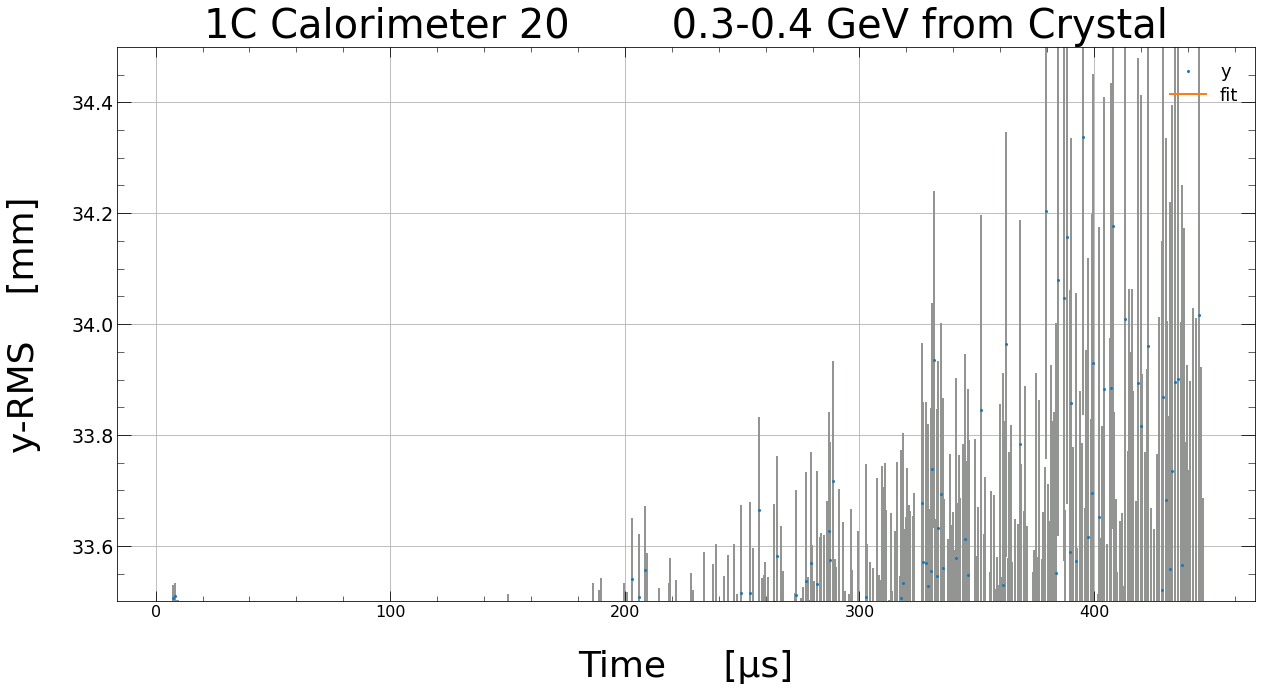 1C Calorimeter 20 0.3-0.4 GeV from Crystal
y
fit
34.4
34.2
34.0
33.8
33.6
y-RMS [mm]
0 100 200 300 400
Time [µs]